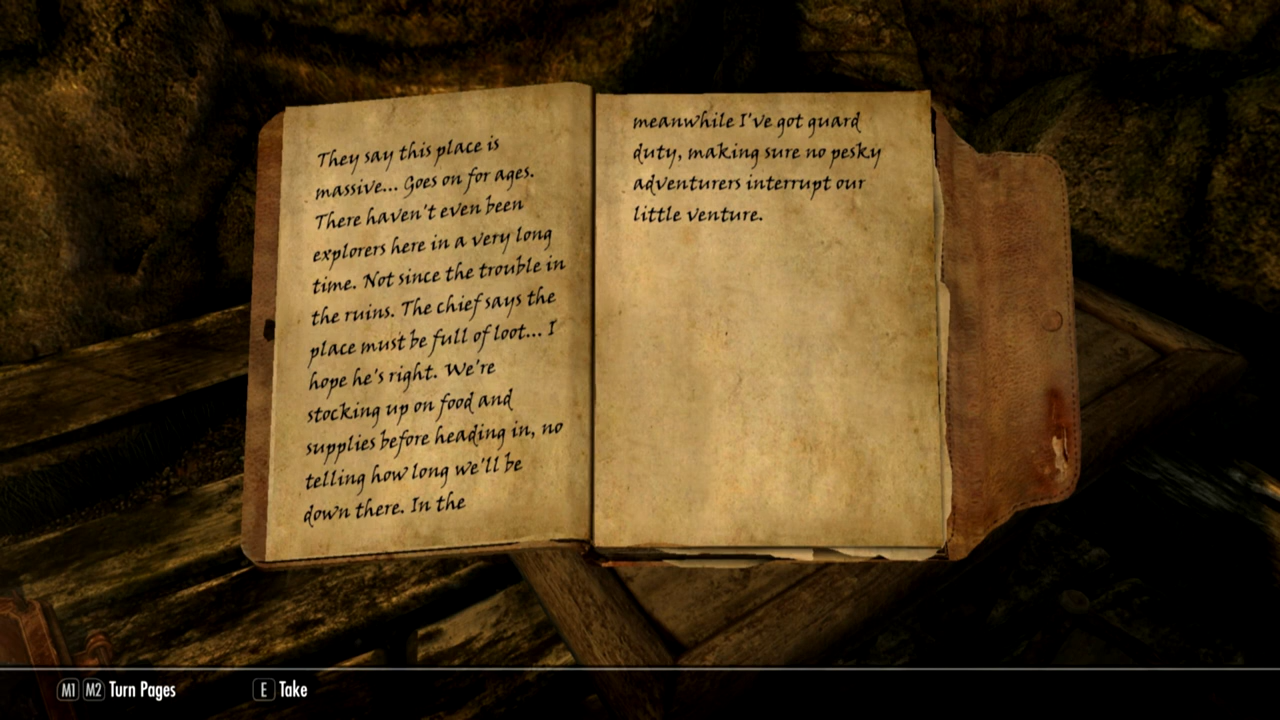 They say this place is
massive... Goes on for ages.
There haven't even been
explorers here in a very long
time. Not since the trouble in
the ruins. The chief says the
place must be full of loot... I
hope he's right. We're
stocking up on food and
supplies before heading in, no
telling how long we'll be
down there. In the
meanwhile I've got guard
duty, making sure no pesky
adventurers interrupt our
little venture.
M1 M2 Turn Pages E Take